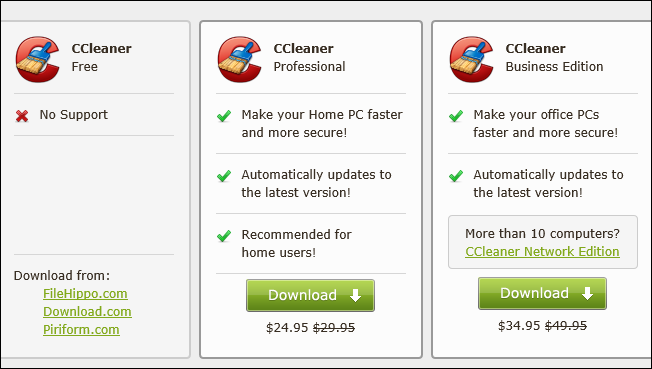 CCleaner
Free
No Support
Download from:
FileHippo.com
Download.com
Piriform.com
CCleaner
Professional
Make your Home PC faster
and more secure!
Automatically updates to
the latest version!
Recommended for
home users!
Download
$24.95 $29.95
CCleaner
Business Edition
Make your office PCs
faster and more secure!
Automatically updates to
the latest version!
More than 10 computers?
CCleaner Network Edition
Download
$34.95 $49.95